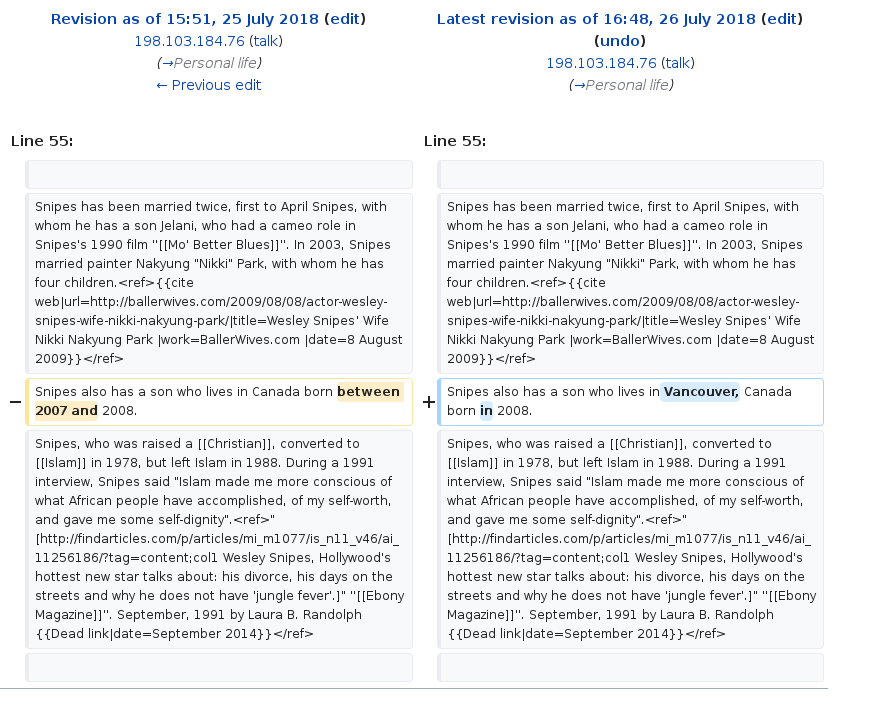 Revision as of 15:51, 25 July 2018 (edit)
198.103.184.76 (talk)
(→Personal life)
← Previous edit
Latest revision as of 16:48, 26 July 2018 (edit)
(undo)
198.103.184.76 (talk)
(→Personal life)
Line 55:
Line 55:
Snipes has been married twice, first to April Snipes, with
whom he has a son Jelani, who had a cameo role in
Snipes's 1990 film ''[[Mo' Better Blues]]''. In 2003, Snipes
married painter Nakyung "Nikki" Park, with whom he has
four children.<ref>{{cite
web|url=http://ballerwives.com/2009/08/08/actor-wesley-
snipes-wife-nikki-nakyung-park/|title=Wesley Snipes' Wife
Nikki Nakyung Park |work=BallerWives.com |date=8 August
2009}}</ref>
Snipes has been married twice, first to April Snipes, with
whom he has a son Jelani, who had a cameo role in
Snipes's 1990 film ''[[Mo' Better Blues]]''. In 2003, Snipes
married painter Nakyung "Nikki" Park, with whom he has
four children.<ref>{{cite
web|url=http://ballerwives.com/2009/08/08/actor-wesley-
snipes-wife-nikki-nakyung-park/|title=Wesley Snipes' Wife
Nikki Nakyung Park |work=BallerWives.com |date=8 August
2009}}</ref>
− Snipes also has a son who lives in Canada born between
2007 and 2008.
+ Snipes also has a son who lives in Vancouver, Canada
born in 2008.
Snipes, who was raised a [[Christian]], converted to
[[Islam]] in 1978, but left Islam in 1988. During a 1991
interview, Snipes said "Islam made me more conscious of
what African people have accomplished, of my self-worth,
and gave me some self-dignity".<ref>"
[http://findarticles.com/p/articles/mi_m1077/is_n11_v46/ai_
11256186/?tag=content;col1 Wesley Snipes, Hollywood's
hottest new star talks about: his divorce, his days on the
streets and why he does not have 'jungle fever'.]" ''[[Ebony
Magazine]]''. September, 1991 by Laura B. Randolph
{{Dead link|date=September 2014}}</ref>
Snipes, who was raised a [[Christian]], converted to
[[Islam]] in 1978, but left Islam in 1988. During a 1991
interview, Snipes said "Islam made me more conscious of
what African people have accomplished, of my self-worth,
and gave me some self-dignity".<ref>"
[http://findarticles.com/p/articles/mi_m1077/is_n11_v46/ai_
11256186/?tag=content;col1 Wesley Snipes, Hollywood's
hottest new star talks about: his divorce, his days on the
streets and why he does not have 'jungle fever'.]" ''[[Ebony
Magazine]]''. September, 1991 by Laura B. Randolph
{{Dead link|date=September 2014}}</ref>